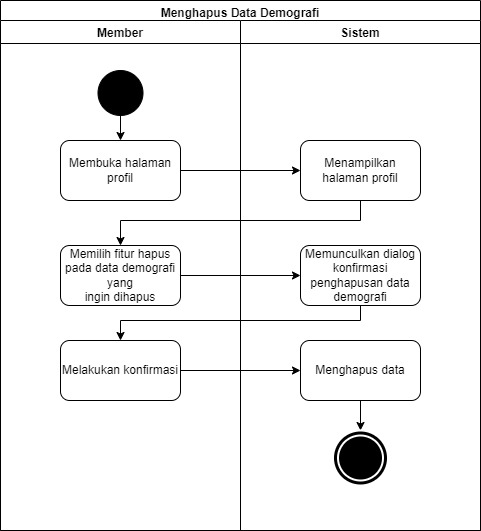 Menghapus Data Demografi
Member
Sistem
Membuka halaman
profil
Menampilkan
halaman profil
Memilih fitur hapus
pada data demografi
yang
ingin dihapus
Memunculkan dialog
konfirmasi
penghapusan data
demografi
Melakukan konfirmasi
Menghapus data